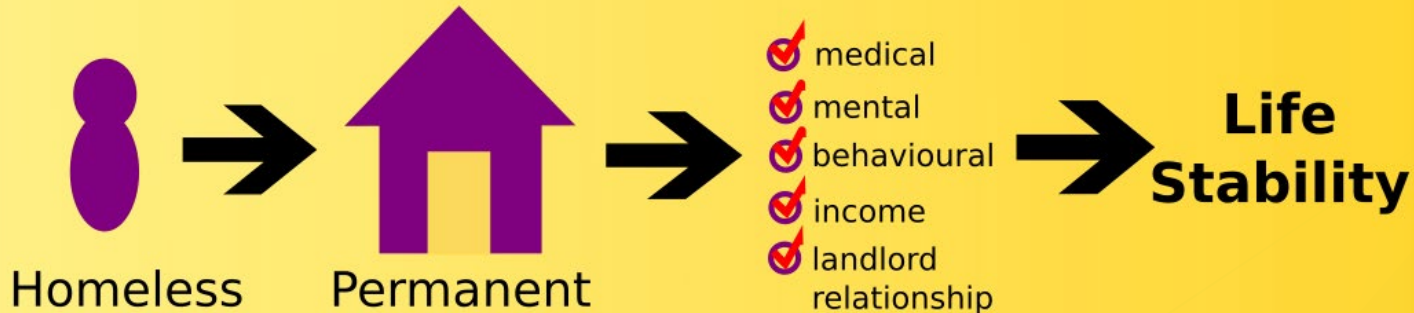 Homeless
Permanent
medical
mental
behavioural
income
landlord
relationship
Life
Stability